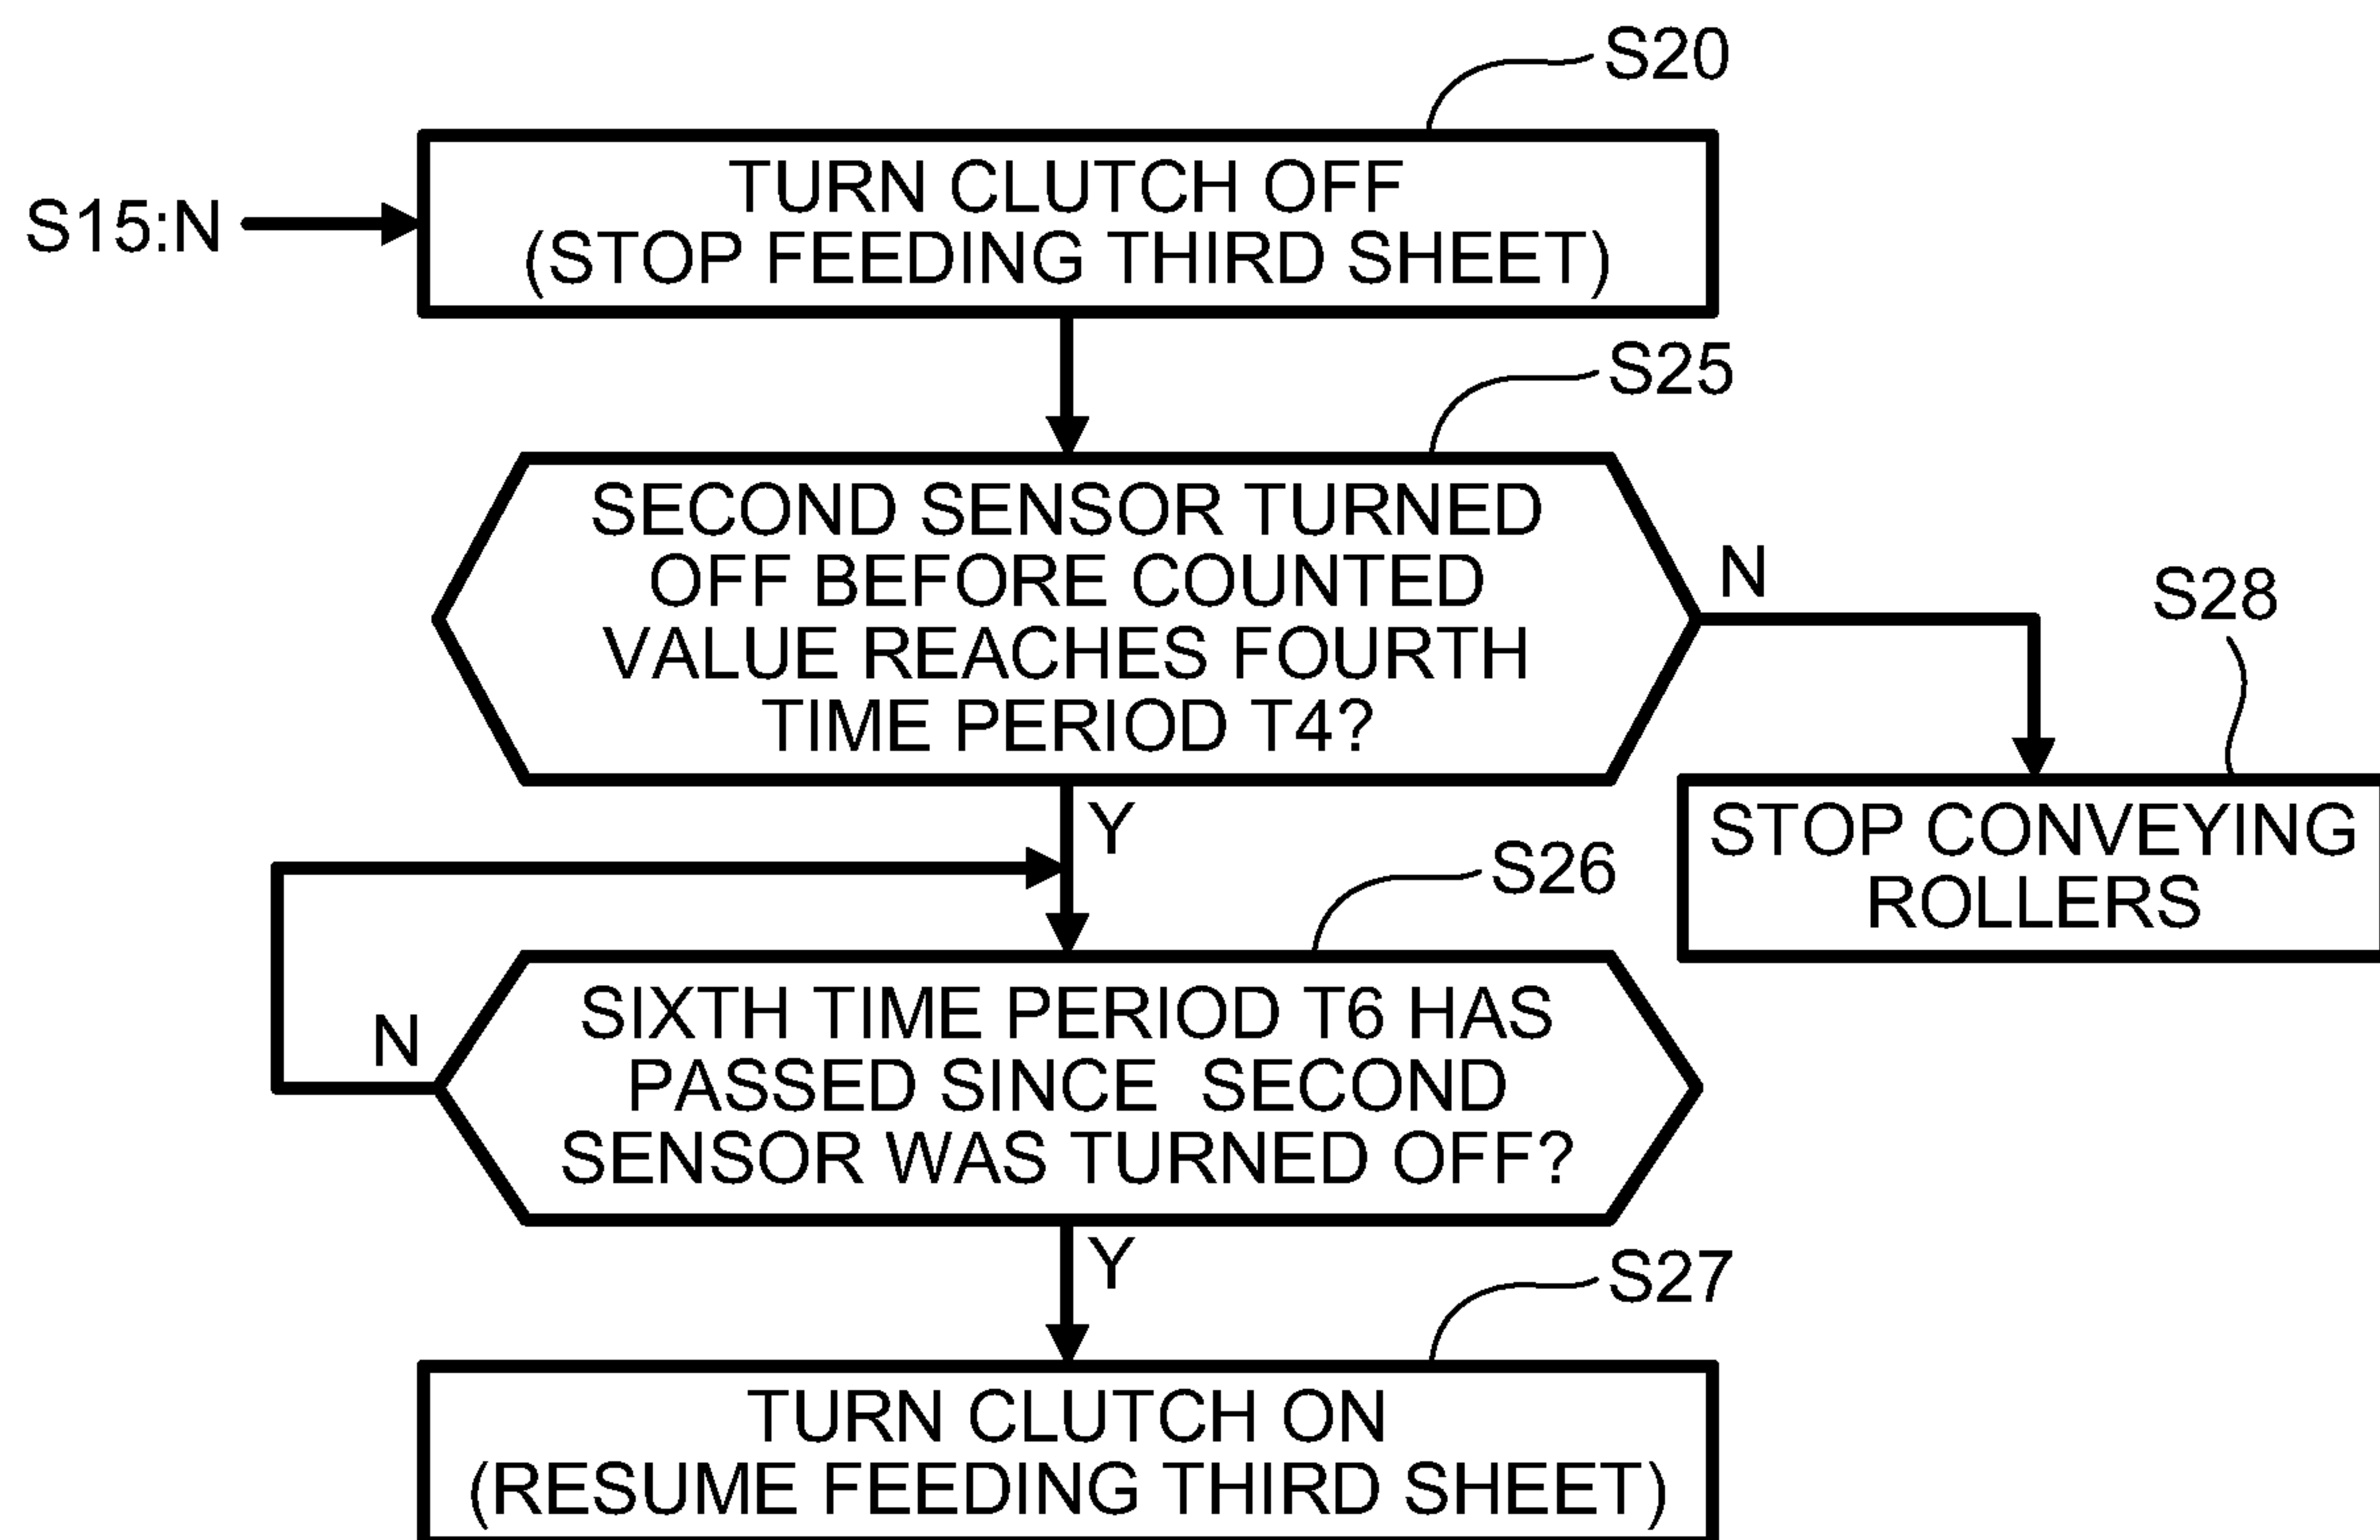 S20
S15:N
TURN CLUTCH OFF
(STOP FEEDING THIRD SHEET)
S25
SECOND SENSOR TURNED
OFF BEFORE COUNTED
VALUE REACHES FOURTH
TIME PERIOD T4?
N
S28
STOP CONVEYING
ROLLERS
Y
S26
SIXTH TIME PERIOD T6 HAS
PASSED SINCE SECOND
SENSOR WAS TURNED OFF?
N
Y
S27
TURN CLUTCH ON
(RESUME FEEDING THIRD SHEET)